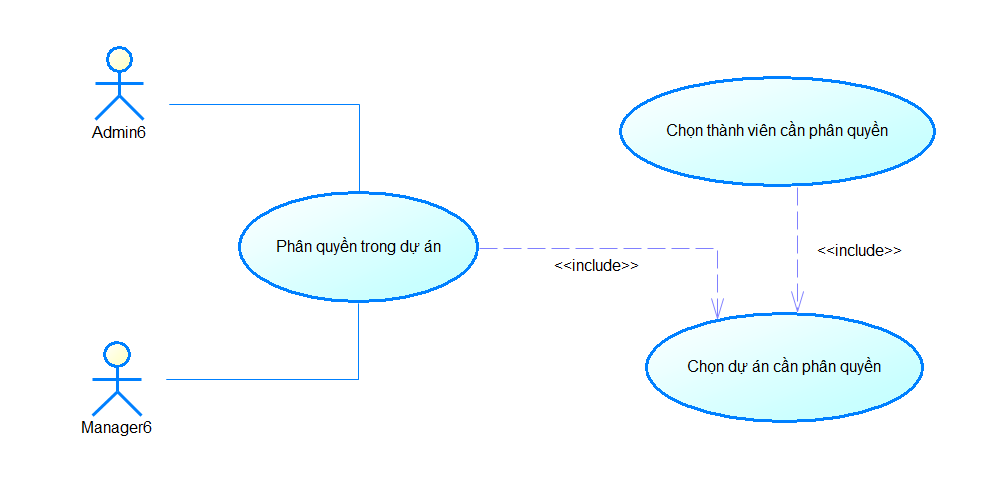 Admin6
Chọn thành viên cần phân quyền
Phân quyền trong dự án
<<include>>
<<include>>
Chọn dự án cần phân quyền
Manager6